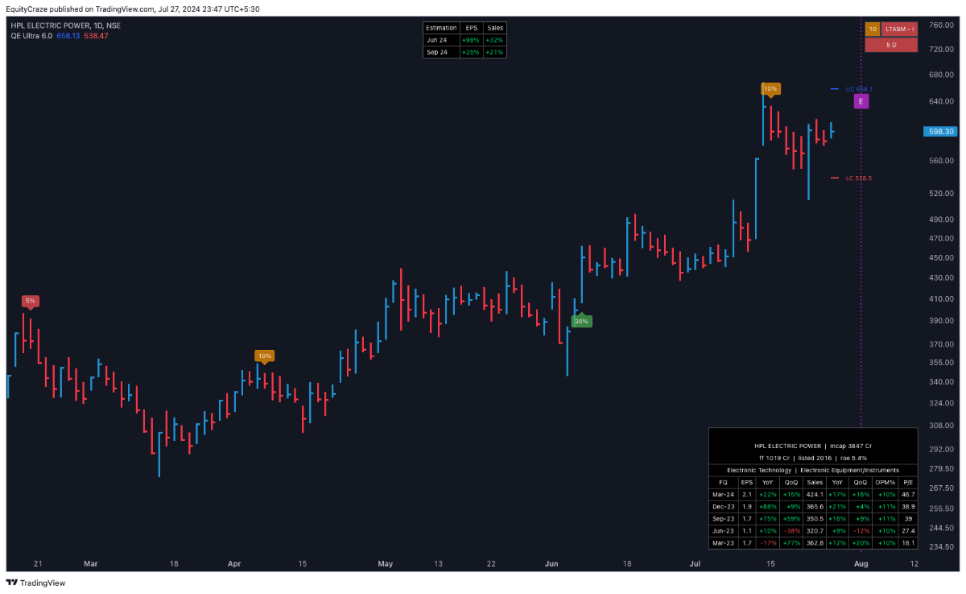 EquityCraze published on TradingView.com, Jul 27, 2024 23:47 UTC+5:30
HPL ELECTRIC POWER, 1D, NSE
QE Ultra 6.0 658.13 538.47
Estimation EPS Sales
Jun 24 +98% +32%
Sep 24 +25% +21%
10 LTASM - 1
5 D
760.00
720.00
680.00
640.00
598.30
560.00
520.00
490.00
470.00
450.00
430.00
410.00
390.00
370.00
355.00
340.00
324.00
308.00
292.00
279.50
267.50
255.50
244.50
234.50
10%
UC 658.1
E
LC 538.5
5%
20%
10%
HPL ELECTRIC POWER | mcap 3847 Cr
ff 1019 Cr | listed 2016 | roe 5.4%
Electronic Technology | Electronic Equipment/Instruments
FQ EPS YoY QoQ Sales YoY QoQ OPM% P/E
Mar-24 2.1 +22% +15% 424.1 +17% +16% +10% 46.7
Dec-23 1.9 +68% +9% 365.6 +21% +4% +11% 38.9
Sep-23 1.7 +75% +59% 350.5 +16% +9% +11% 39
Jun-23 1.1 +10% -38% 320.7 +9% -12% +10% 27.4
Mar-23 1.7 -17% +77% 362.8 +12% +20% +10% 16.1
21 Mar 18 Apr 15 May 13 22 Jun 18 Jul 15 Aug 12
TradingView